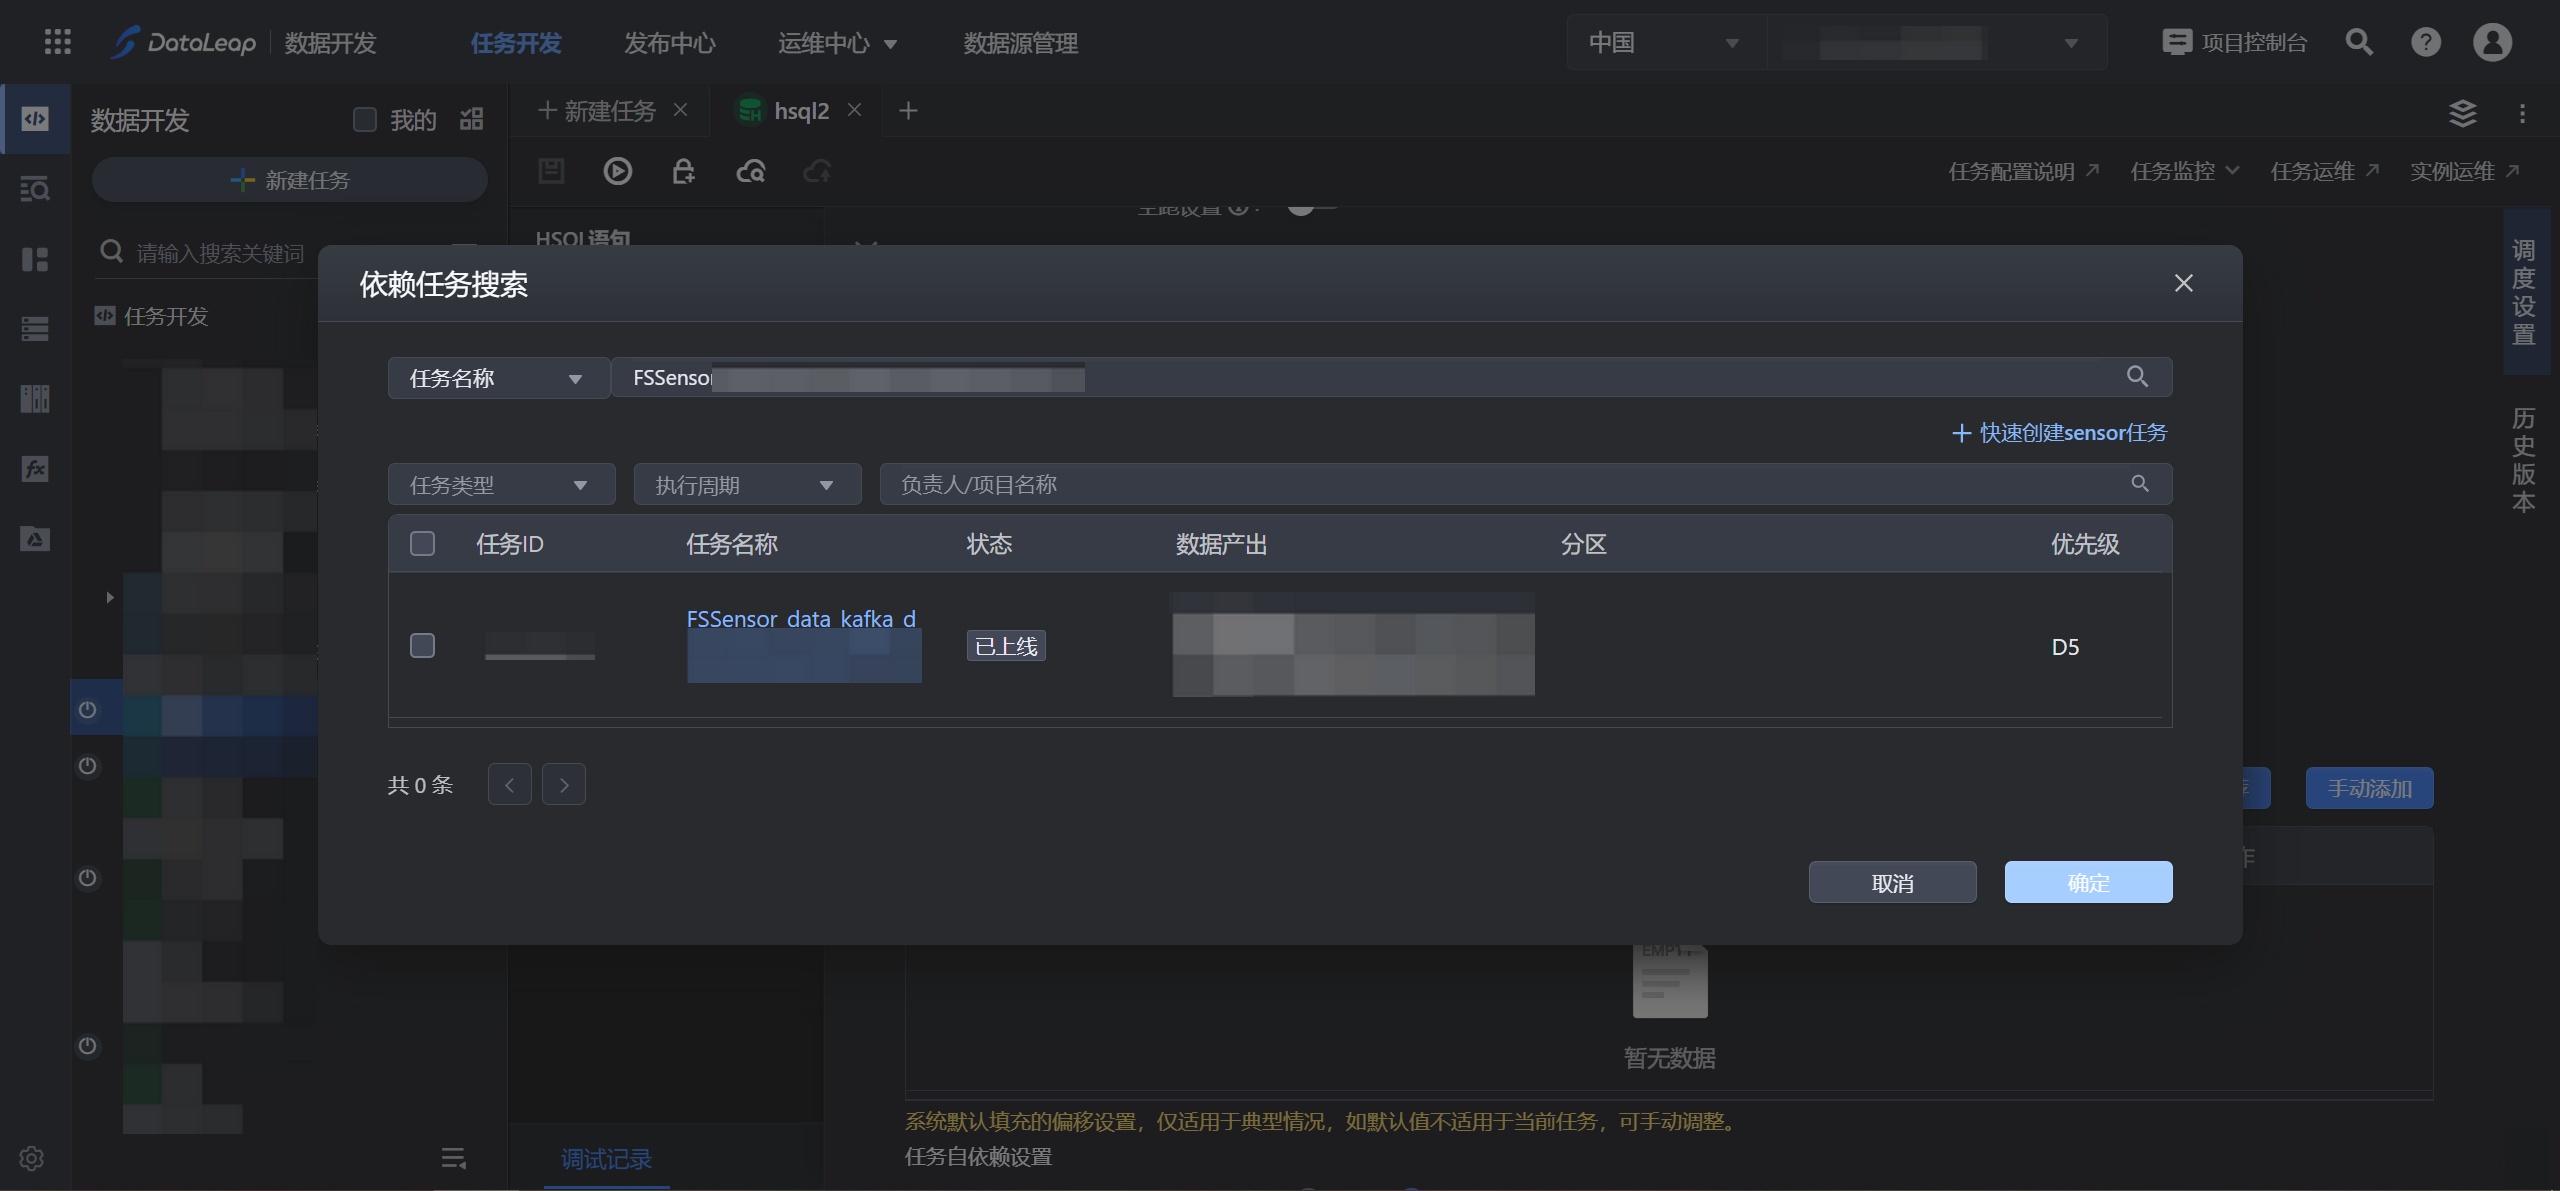 DataLeap 数据开发 任务开发 发布中心 运维中心 数据源管理 中国 项目控制台
数据开发 我的
新建任务 hsql2
新建任务
任务配置说明 任务监控 任务运维 实例运维
请输入搜索关键词
任务开发
HSQL语句
空跑设置
调度设置
历史版本
依赖任务搜索
任务名称 FSSensor
快速创建sensor任务
任务类型 执行周期 负责人/项目名称
任务ID 任务名称 状态 数据产出 分区 优先级
FSSensor_data_kafka_d
已上线 D5
共 0 条
手动添加
取消 确定
EMPTY
暂无数据
系统默认填充的偏移设置，仅适用于典型情况，如默认值不适用于当前任务，可手动调整。
任务自依赖设置
调试记录